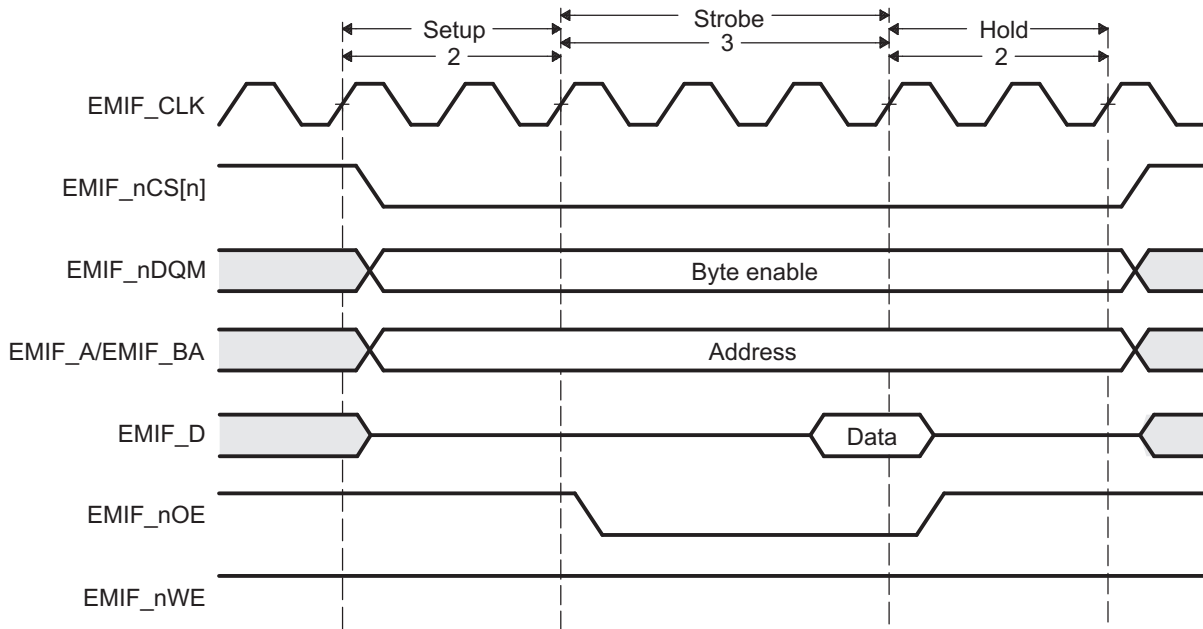 Setup
2
Strobe
3
Hold
2
EMIF_CLK
EMIF_nCS[n]
EMIF_nDQM
Byte enable
EMIF_A/EMIF_BA
Address
EMIF_D
Data
EMIF_nOE
EMIF_nWE